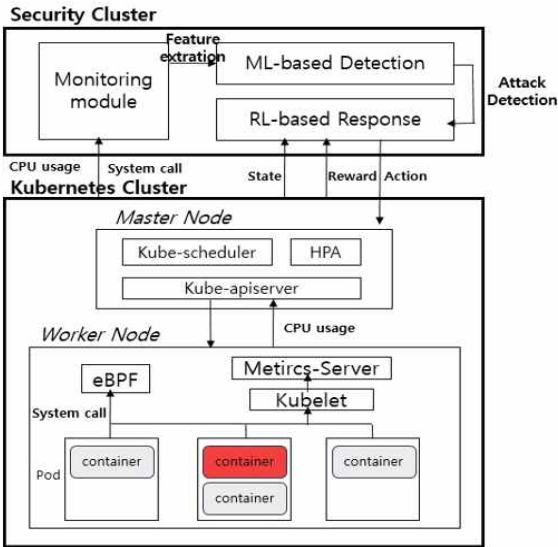 Security Cluster
Monitoring
module
Feature
extration
ML-based Detection
RL-based Response
Attack
Detection
CPU usage
System call
State
Reward
Action
Kubernetes Cluster
Master Node
Kube-scheduler
HPA
Kube-apiserver
CPU usage
Worker Node
eBPF
Metircs-Server
Kubelet
System call
Pod
container
container
container
container